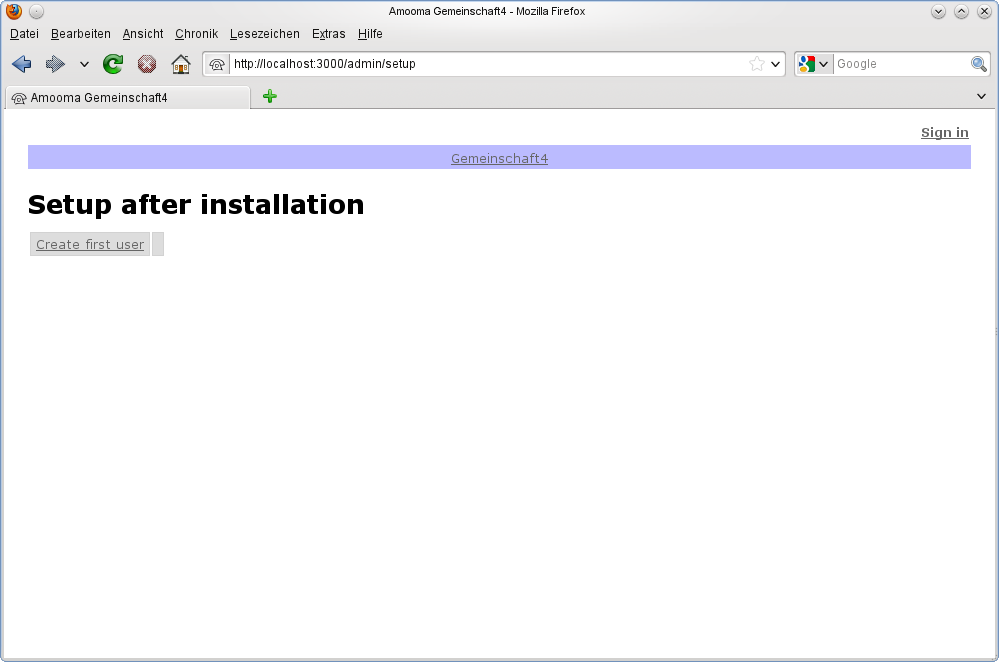 Amooma Gemeinschaft4 - Mozilla Firefox
Datei Bearbeiten Ansicht Chronik Lesezeichen Extras Hilfe
http://localhost:3000/admin/setup Google
Amooma Gemeinschaft4
Sign in
Gemeinschaft4
Setup after installation
Create first user